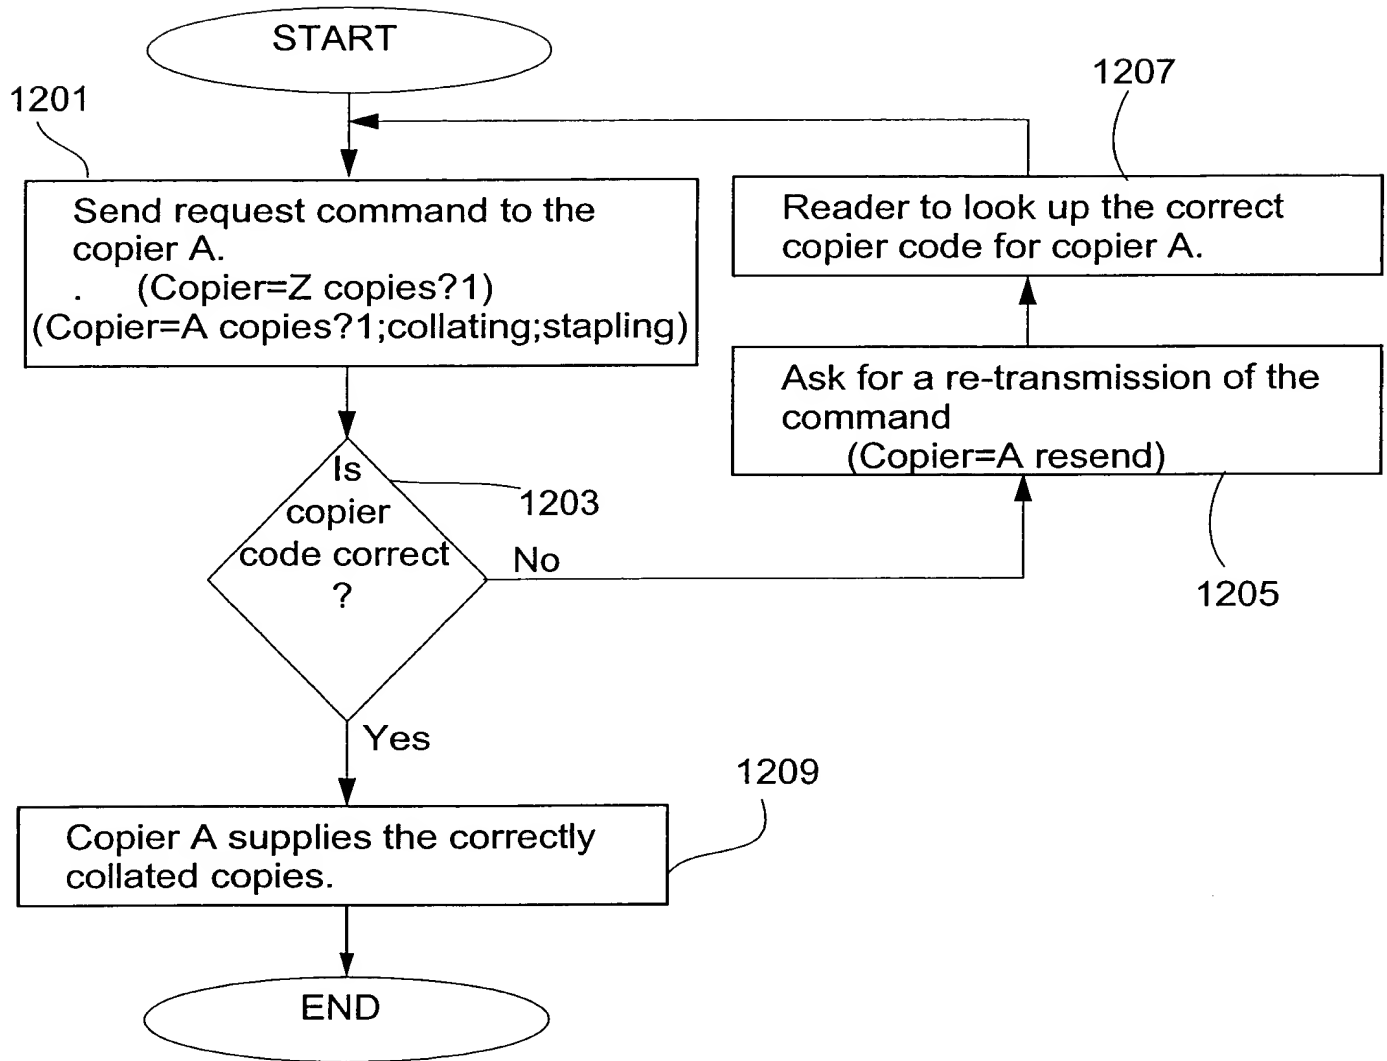 START
1201
1207
Send request command to the
copier A.
. (Copier=Z copies?1)
(Copier=A copies?1;collating;stapling)
Reader to look up the correct
copier code for copier A.
Ask for a re-transmission of the
command
(Copier=A resend)
1205
Is
copier
code correct
?
1203
No
Yes
1209
Copier A supplies the correctly
collated copies.
END